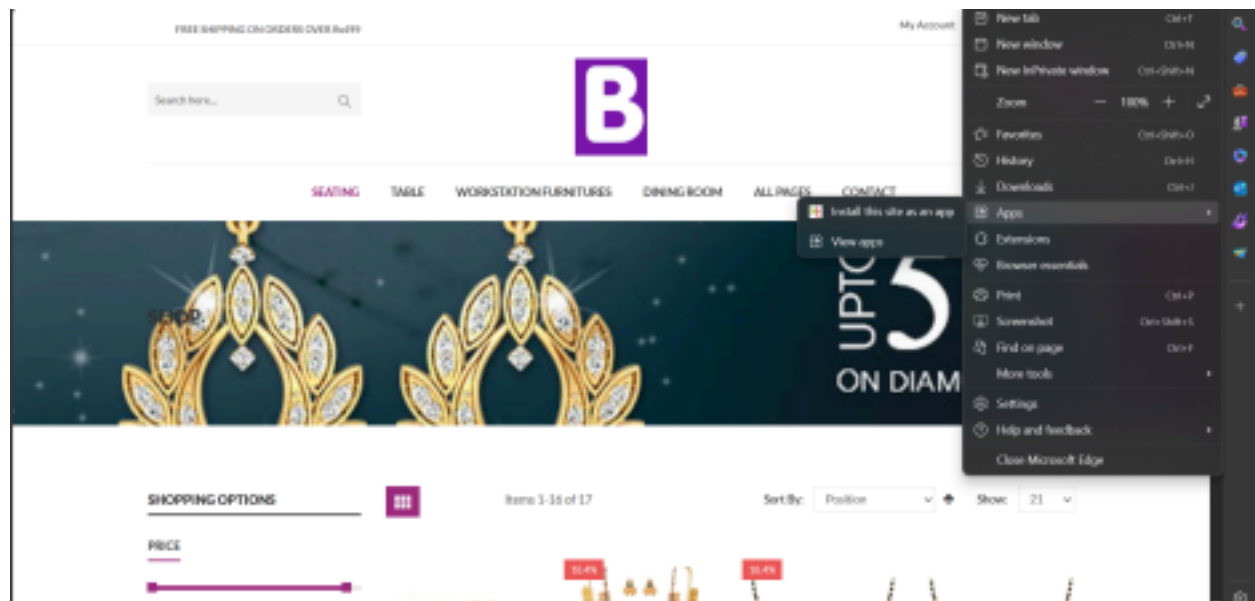 FREE SHIPPING ON ORDERS OVER Rs499
My Account
Search here...
B
SEATING TABLE WORKSTATION FURNITURES DINING ROOM ALL PAGES CONTACT
SHOP
UPTO 5
ON DIAM
New tab Ctrl+T
New window Ctrl+N
New InPrivate window Ctrl+Shift+N
Zoom — 100% +
Favorites Ctrl+Shift+O
History Ctrl+H
Downloads Ctrl+J
Apps
Install this site as an app
View apps
Extensions
Browser essentials
Print Ctrl+P
Screenshot Ctrl+Shift+S
Find on page Ctrl+F
More tools
Settings
Help and feedback
Close Microsoft Edge
SHOPPING OPTIONS
Items 1-16 of 17
Sort By: Position
Show: 21
PRICE